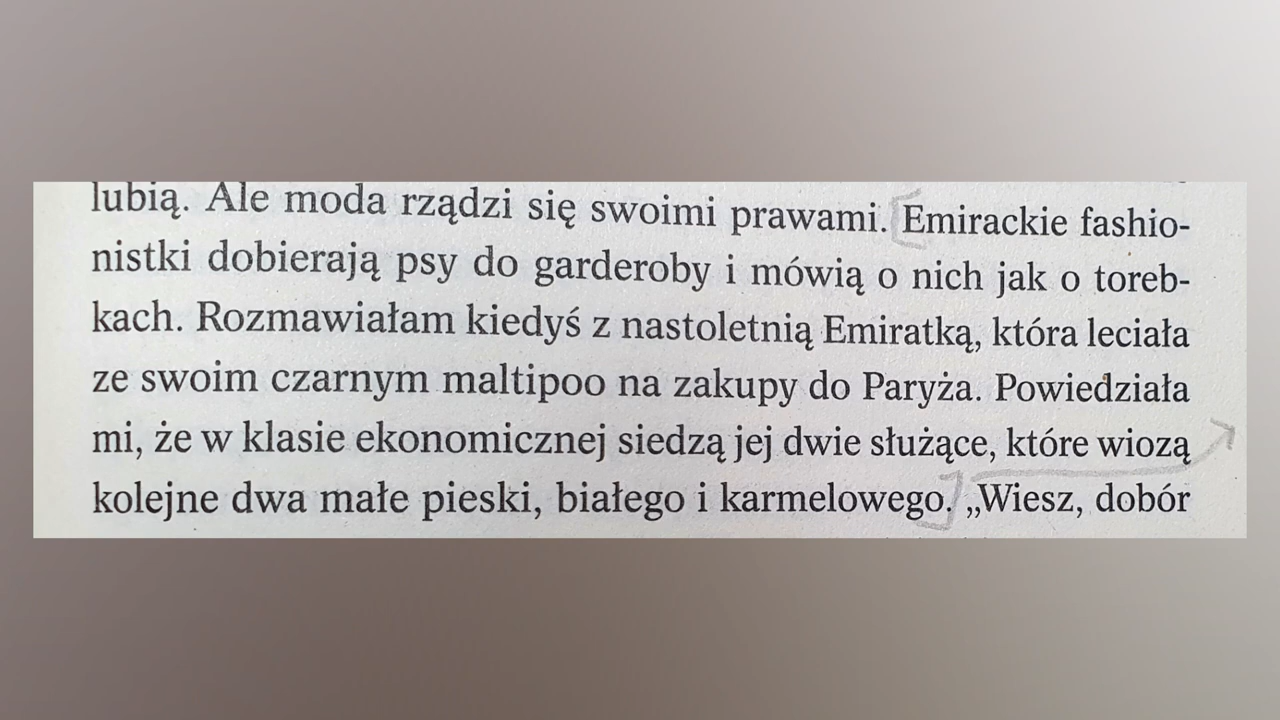 lubią. Ale moda rządzi się swoimi prawami. Emirackie fashio-
nistki dobierają psy do garderoby i mówią o nich jak o toreb-
kach. Rozmawiałam kiedyś z nastoletnią Emiratką, która leciała
ze swoim czarnym maltipoo na zakupy do Paryża. Powiedziała
mi, że w klasie ekonomicznej siedzą jej dwie służące, które wiozą
kolejne dwa małe pieski, białego i karmelowego. „Wiesz, dobór